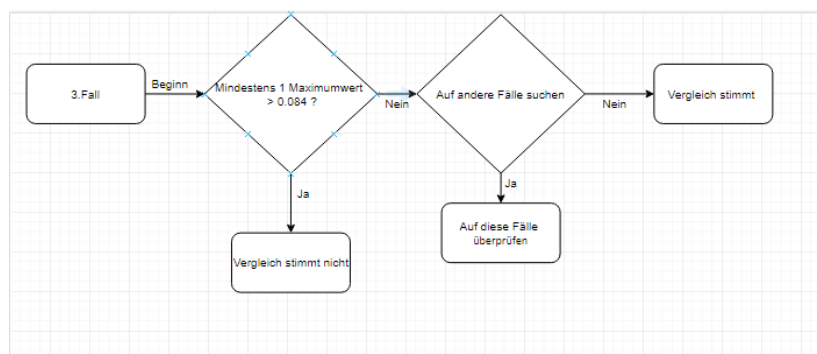 3.Fall
Beginn
Mindestens 1 Maximumwert
> 0.084 ?
Nein
Auf andere Fälle suchen
Nein
Vergleich stimmt
Ja
Vergleich stimmt nicht
Ja
Auf diese Fälle
überprüfen